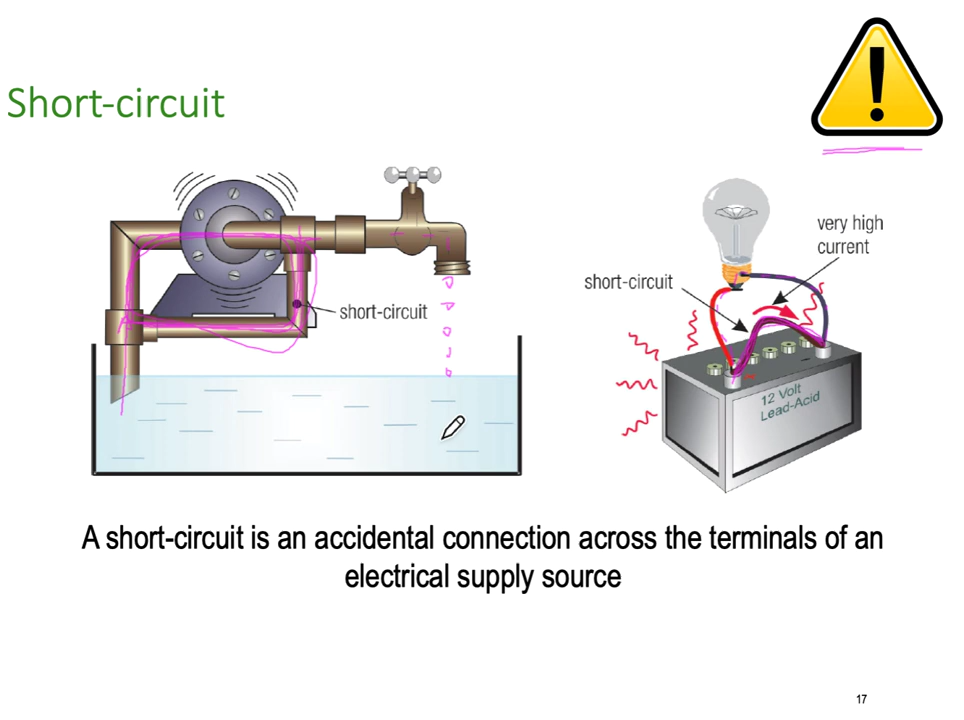 Short-circuit
short-circuit
short-circuit
very high
current
12 Volt
Lead-Acid
A short-circuit is an accidental connection across the terminals of an
electrical supply source
17